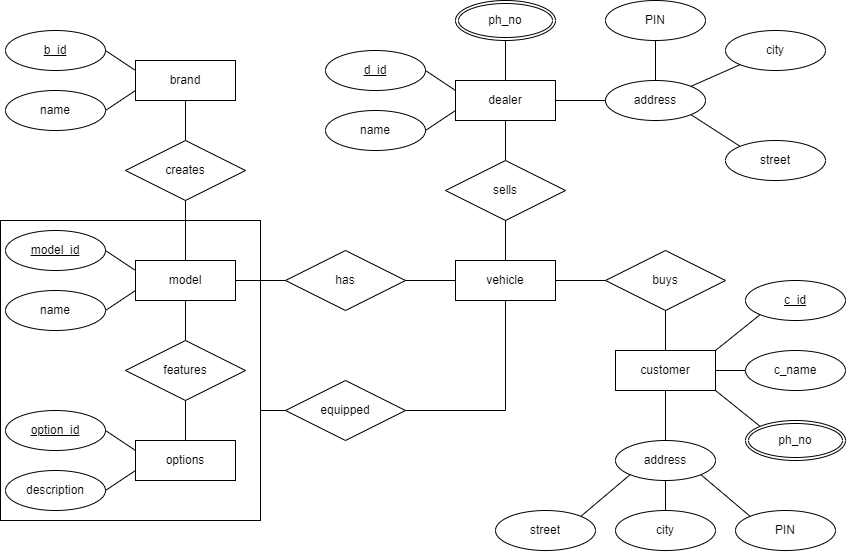 ph_no
PIN
b_id
city
d_id
brand
dealer
address
name
name
street
creates
sells
model_id
model
has
vehicle
buys
name
c_id
features
customer
c_name
equipped
option_id
ph_no
options
address
description
street
city
PIN